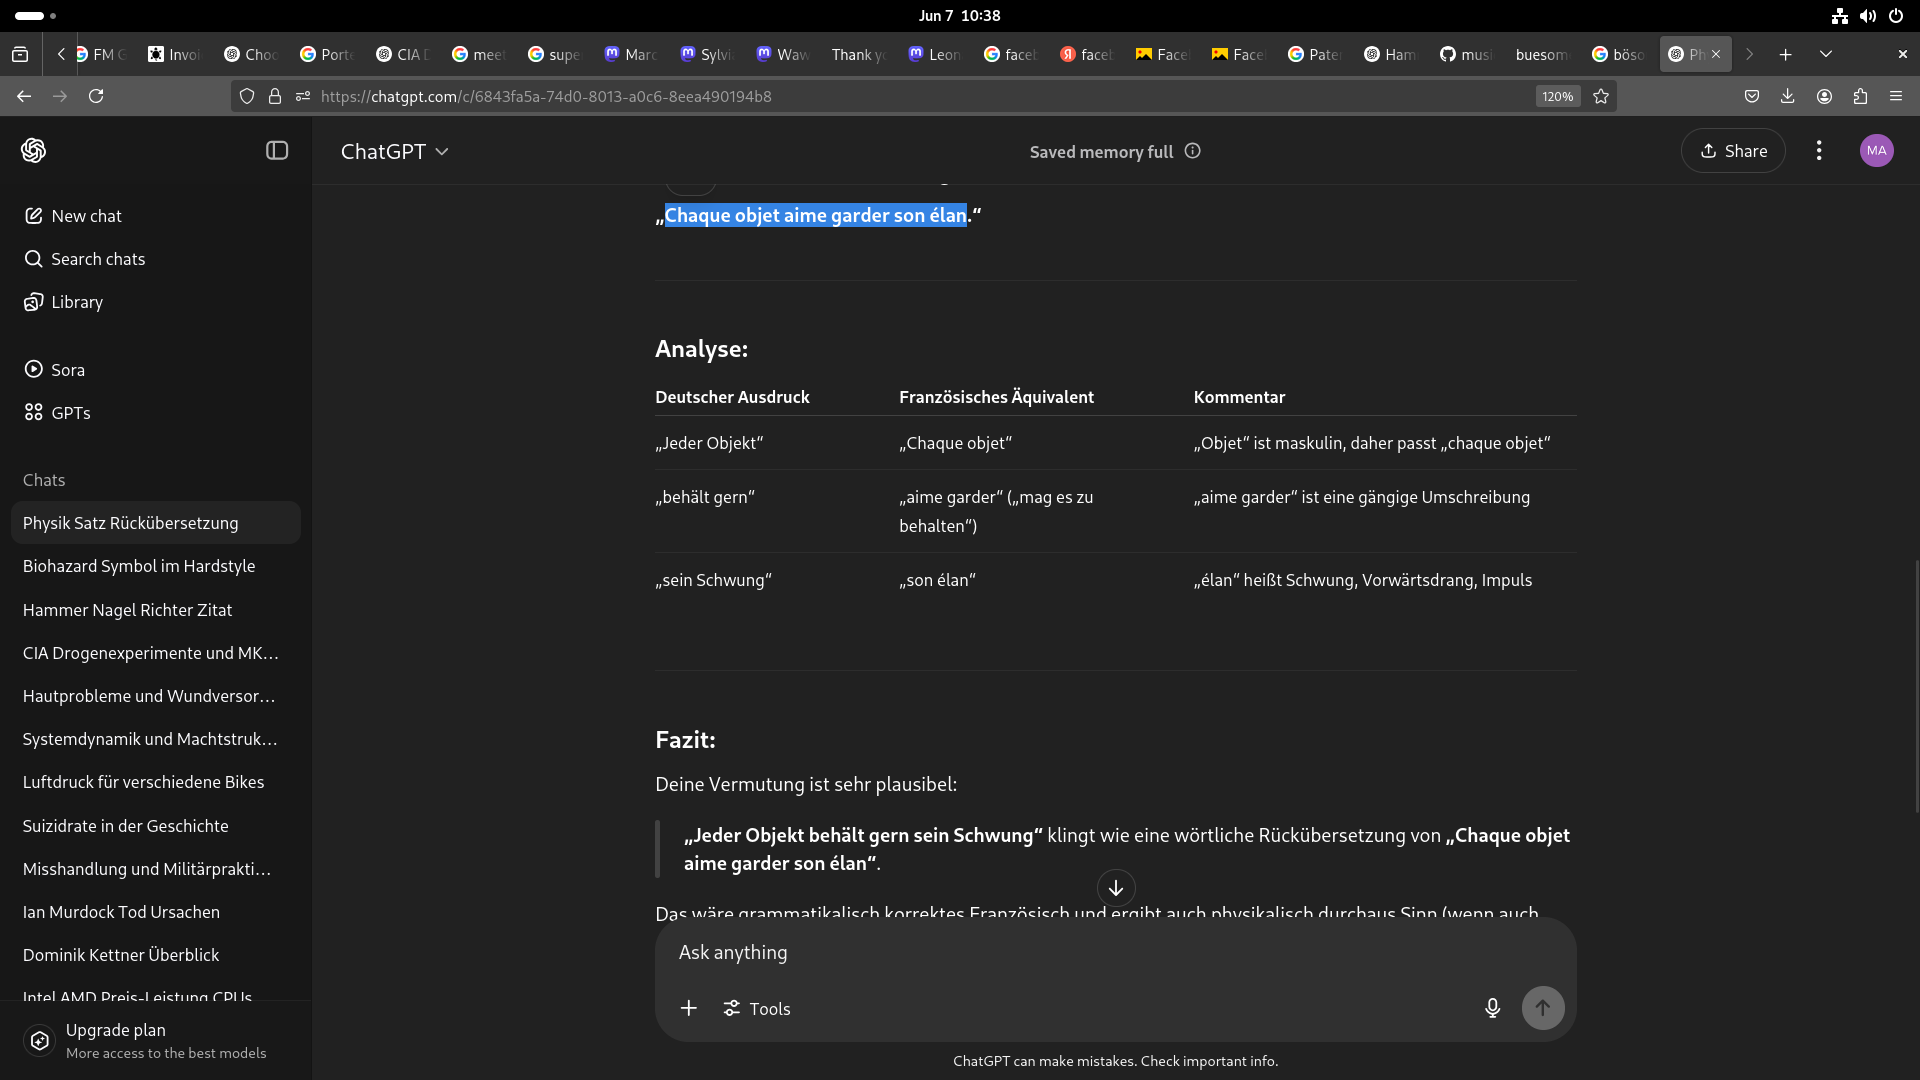 Jun 7 10:38
FM G
Invoi
Choo
Porte
CIA D
meet
supe
Marc
Sylvi
Waw
Thank yo
Leon
faceb
faceb
Facel
Facel
Pater
Ham
musi
buesom
böso
Ph
https://chatgpt.com/c/6843fa5a-74d0-8013-a0c6-8eea490194b8
120%
ChatGPT
Saved memory full
Share
MA
New chat
Search chats
Library
Sora
GPTs
Chats
Physik Satz Rückübersetzung
Biohazard Symbol im Hardstyle
Hammer Nagel Richter Zitat
CIA Drogenexperimente und MK…
Hautprobleme und Wundversor…
Systemdynamik und Machtstruk…
Luftdruck für verschiedene Bikes
Suizidrate in der Geschichte
Misshandlung und Militärprakti…
Ian Murdock Tod Ursachen
Dominik Kettner Überblick
Intel AMD Preis-Leistung CPUs
Upgrade plan
More access to the best models
„Chaque objet aime garder son élan.“
Analyse:
Deutscher Ausdruck Französisches Äquivalent Kommentar
„Jeder Objekt“ „Chaque objet“ „Objet“ ist maskulin, daher passt „chaque objet“
„behält gern“ „aime garder“ („mag es zu „aime garder“ ist eine gängige Umschreibung
behalten“)
„sein Schwung“ „son élan“ „élan“ heißt Schwung, Vorwärtsdrang, Impuls
Fazit:
Deine Vermutung ist sehr plausibel:
„Jeder Objekt behält gern sein Schwung“ klingt wie eine wörtliche Rückübersetzung von „Chaque objet
aime garder son élan“.
Das wäre grammatikalisch korrektes Französisch und ergibt auch physikalisch durchaus Sinn (wenn auch
Ask anything
Tools
ChatGPT can make mistakes. Check important info.